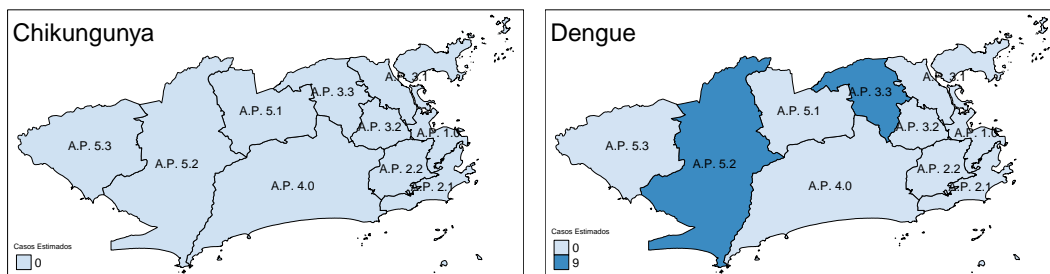 Chikungunya
A.P. 3.1
A.P. 3.3
A.P. 5.1
A.P. 3.2
A.P. 1.0
A.P. 5.3
A.P. 5.2
A.P. 2.2
A.P. 4.0
A.P. 2.1
Casos Estimados
0
Dengue
A.P. 3.1
A.P. 3.3
A.P. 5.1
A.P. 3.2
A.P. 1.0
A.P. 5.3
A.P. 5.2
A.P. 2.2
A.P. 4.0
A.P. 2.1
Casos Estimados
0
9